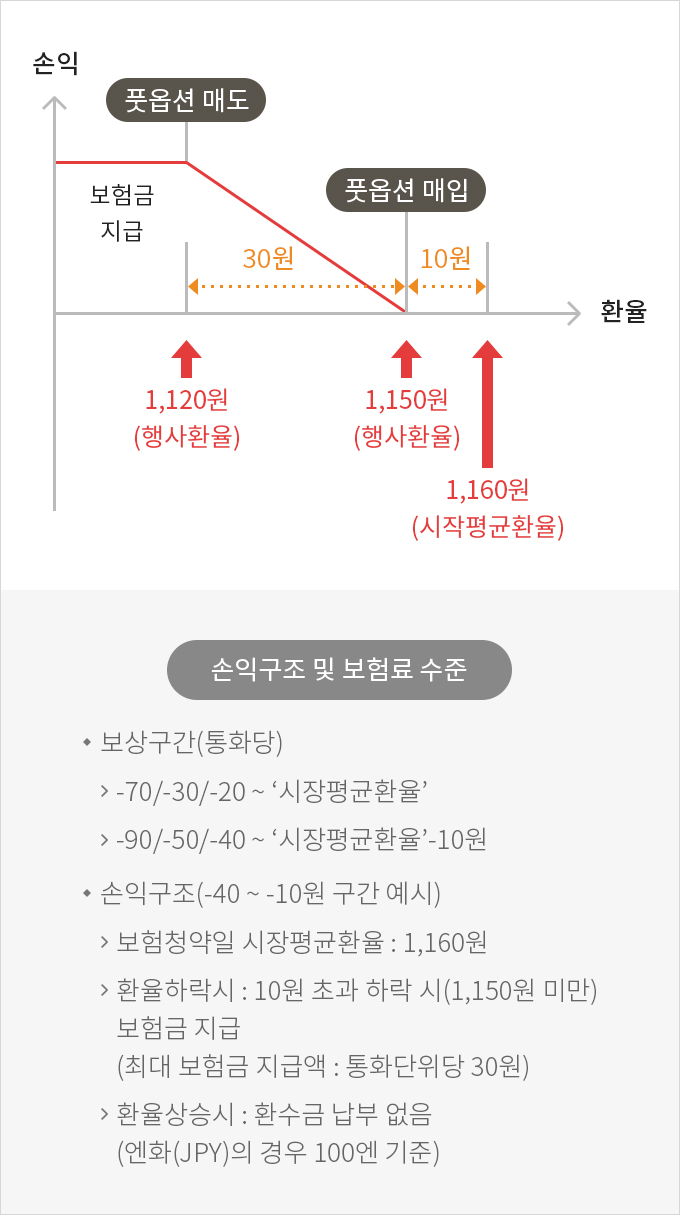 손익
풋옵션 매도
풋옵션 매입
보험금
지급
30원
10원
환율
1,120원
(행사환율)
1,150원
(행사환율)
1,160원
(시작평균환율)
손익구조 및 보험료 수준
보상구간(통화당)
-70/-30/-20 ~ ‘시장평균환율’
-90/-50/-40 ~ ‘시장평균환율’-10원
손익구조(-40 ~ -10원 구간 예시)
보험청약일 시장평균환율 : 1,160원
환율하락시 : 10원 초과 하락 시(1,150원 미만)
보험금 지급
(최대 보험금 지급액 : 통화단위당 30원)
환율상승시 : 환수금 납부 없음
(엔화(JPY)의 경우 100엔 기준)